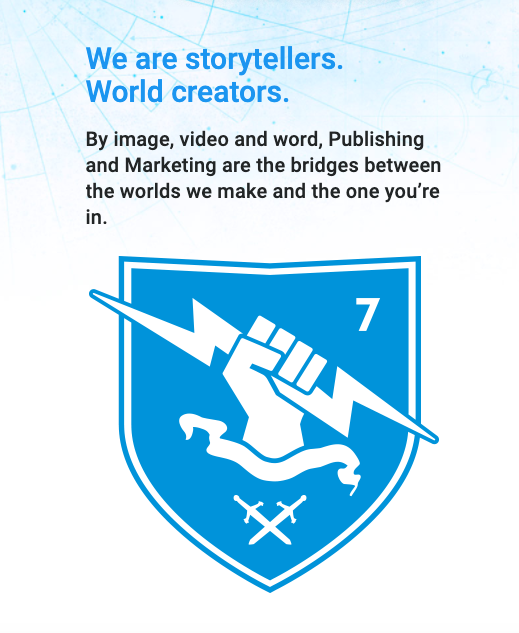 We are storytellers.
World creators.
By image, video and word, Publishing
and Marketing are the bridges between
the worlds we make and the one you’re
in.
7